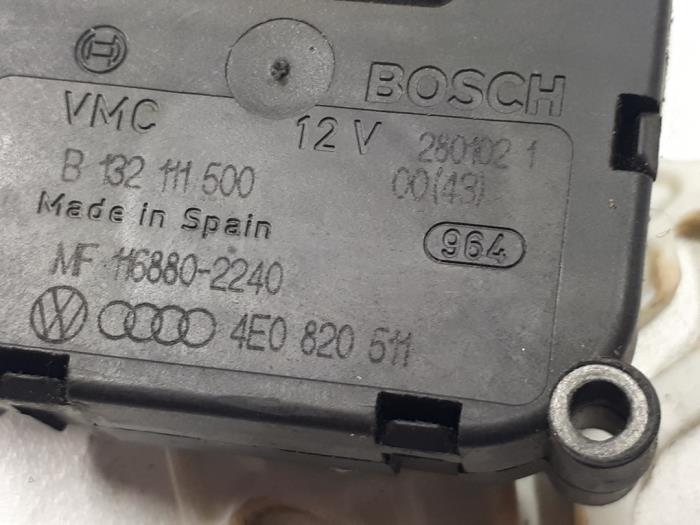 BOSCH
VMC 12 V 280102 1
B 132 111 500 00(43)
Made in Spain
964
MF 116880-2240
4E0 820 511